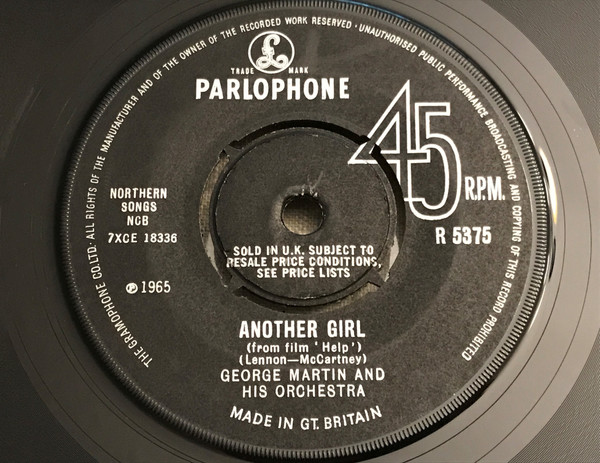 THE GRAMOPHONE CO.LTD. ALL RIGHTS OF THE MANUFACTURER AND OF THE OWNER OF THE RECORDED WORK RESERVED · UNAUTHORISED PUBLIC PERFORMANCE BROADCASTING AND COPYING OF THIS RECORD PROHIBITED
£
TRADE MARK
PARLOPHONE
45 R.P.M.
NORTHERN
SONGS
NCB
7XCE 18336
R 5375
SOLD IN U.K. SUBJECT TO
RESALE PRICE CONDITIONS,
SEE PRICE LISTS
℗ 1965
ANOTHER GIRL
(from film 'Help')
(Lennon—McCartney)
GEORGE MARTIN AND
HIS ORCHESTRA
MADE IN GT. BRITAIN